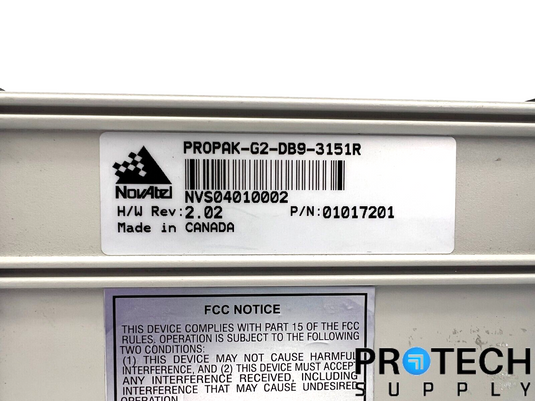 PROPAK-G2-DB9-3151R
NovAtel
NVS04010002
H/W Rev:2.02 P/N:01017201
Made in CANADA
FCC NOTICE
THIS DEVICE COMPLIES WITH PART 15 OF THE FCC
RULES. OPERATION IS SUBJECT TO THE FOLLOWING
TWO CONDITIONS:
(1) THIS DEVICE MAY NOT CAUSE HARMFUL
INTERFERENCE, AND (2) THIS DEVICE MUST ACCEPT
ANY INTERFERENCE RECEIVED, INCLUDING
INTERFERENCE THAT MAY CAUSE UNDESIRED
OPERATION.
PROTECH
SUPPLY